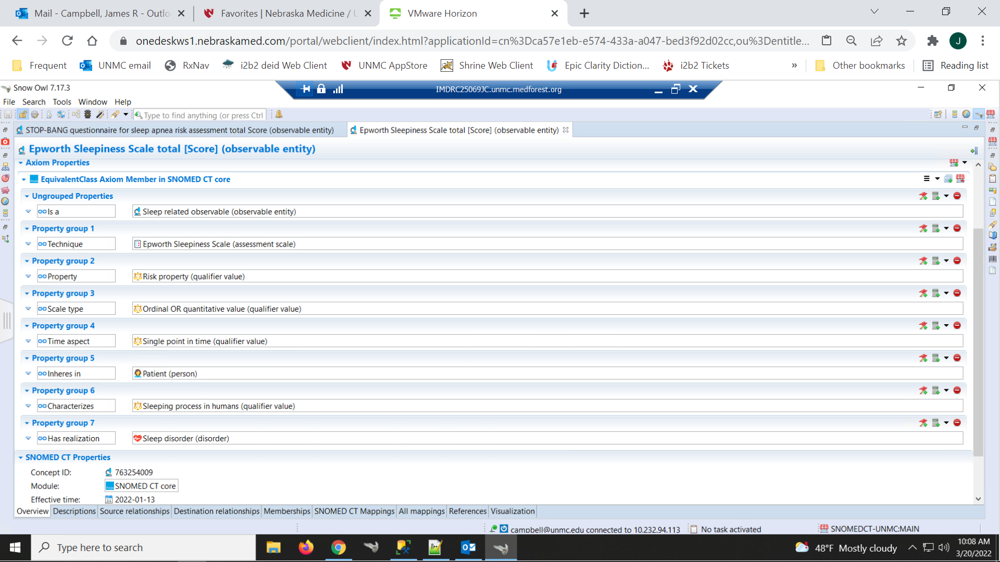 Mail - Campbell, James R - Outlo
Favorites | Nebraska Medicine / U
VMware Horizon
onedeskws1.nebraskamed.com/portal/webclient/index.html?applicationId=cn%3Dca57e1eb-e574-433a-a047-bed3f92d02cc,ou%3Dentitle...
J
Frequent
UNMC email
RxNav
i2b2 deid Web Client
UNMC AppStore
Shrine Web Client
Epic Clarity Diction...
i2b2 Tickets
»
Other bookmarks
Reading list
Snow Owl 7.17.3
IMDRC25069JC.unmc.medforest.org
File Search Tools Window Help
Type to find anything (or press Ctrl
STOP-BANG questionnaire for sleep apnea risk assessment total Score (observable entity)
Epworth Sleepiness Scale total [Score] (observable entity)
Epworth Sleepiness Scale total [Score] (observable entity)
Axiom Properties
EquivalentClass Axiom Member in SNOMED CT core
Ungrouped Properties
Is a Sleep related observable (observable entity)
Property group 1
Technique Epworth Sleepiness Scale (assessment scale)
Property group 2
Property Risk property (qualifier value)
Property group 3
Scale type Ordinal OR quantitative value (qualifier value)
Property group 4
Time aspect Single point in time (qualifier value)
Property group 5
Inheres in Patient (person)
Property group 6
Characterizes Sleeping process in humans (qualifier value)
Property group 7
Has realization Sleep disorder (disorder)
SNOMED CT Properties
Concept ID: 763254009
Module: SNOMED CT core
Effective time: 2022-01-13
Overview Descriptions Source relationships Destination relationships Memberships SNOMED CT Mappings All mappings References Visualization
campbell@unmc.edu connected to 10.232.94.113
No task activated
SNOMEDCT-UNMC:MAIN
Type here to search
48°F Mostly cloudy
10:08 AM
3/20/2022